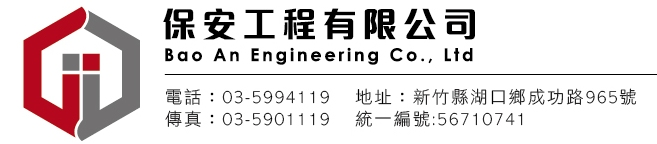 保安工程有限公司
Bao An Engineering Co., Ltd
電話：03-5994119 地址：新竹縣湖口鄉成功路965號
傳真：03-5901119 統一編號:56710741